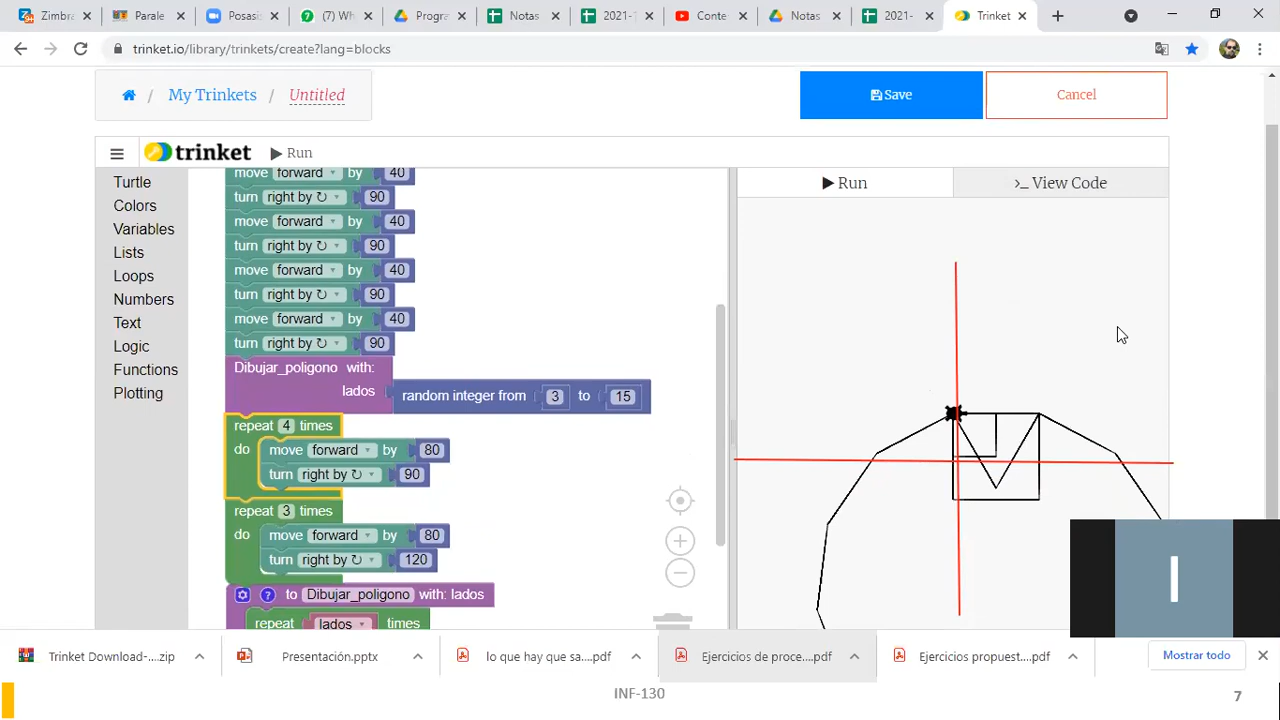 Zimb
Parale
Posas
(7) Wh
Progra
Notas
2021-1
Conte
Notas
2021-
Trinket
trinket.io/library/trinkets/create?lang=blocks
/ My Trinkets / Untitled
Save
Cancel
trinket
Run
Run
>_ View Code
Turtle
Colors
Variables
Lists
Loops
Numbers
Text
Logic
Functions
Plotting
move forward by 40
turn right by ↻ 90
move forward by 40
turn right by ↻ 90
move forward by 40
turn right by ↻ 90
move forward by 40
turn right by ↻ 90
Dibujar_poligono with:
lados random integer from 3 to 15
repeat 4 times
do move forward by 80
turn right by ↻ 90
repeat 3 times
do move forward by 80
turn right by ↻ 120
? to Dibujar_poligono with: lados
repeat lados times
I
Trinket Download-....zip
Presentación.pptx
lo que hay que sa....pdf
Ejercicios de proce....pdf
Ejercicios propuest....pdf
Mostrar todo
INF-130
7